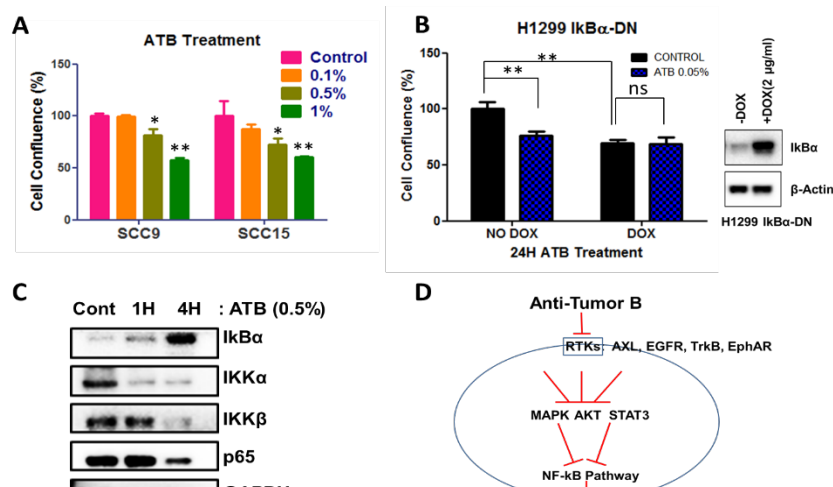 A
ATB Treatment
Control
0.1%
0.5%
1%
Cell Confluence (%)
150
100
50
0
*
**
*
**
SCC9
SCC15
B
H1299 IkBα-DN
CONTROL
ATB 0.05%
Cell Confluence (%)
150
100
50
0
**
**
ns
NO DOX
DOX
24H ATB Treatment
-DOX
+DOX(2 µg/ml)
IkBα
β-Actin
H1299 IkBα-DN
C
Cont 1H 4H : ATB (0.5%)
IkBα
IKKα
IKKβ
p65
D
Anti-Tumor B
RTKs: AXL, EGFR, TrkB, EphAR
MAPK AKT STAT3
NF-kB Pathway